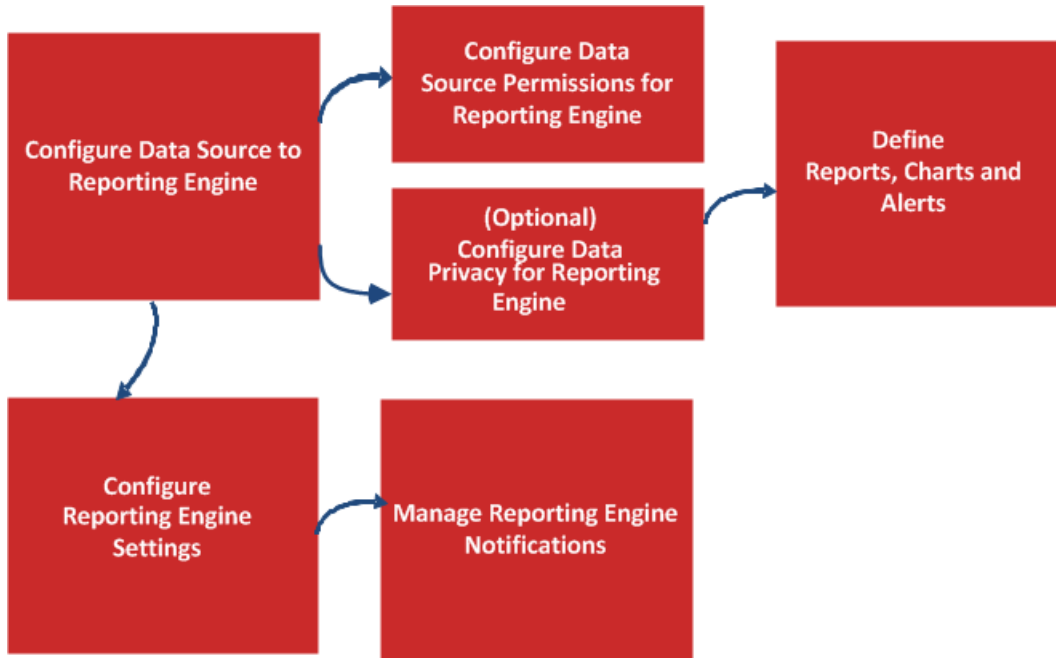 Configure Data Source to
Reporting Engine
Configure Data
Source Permissions for
Reporting Engine
(Optional)
Configure Data
Privacy for Reporting
Engine
Define
Reports, Charts and
Alerts
Configure
Reporting Engine
Settings
Manage Reporting Engine
Notifications